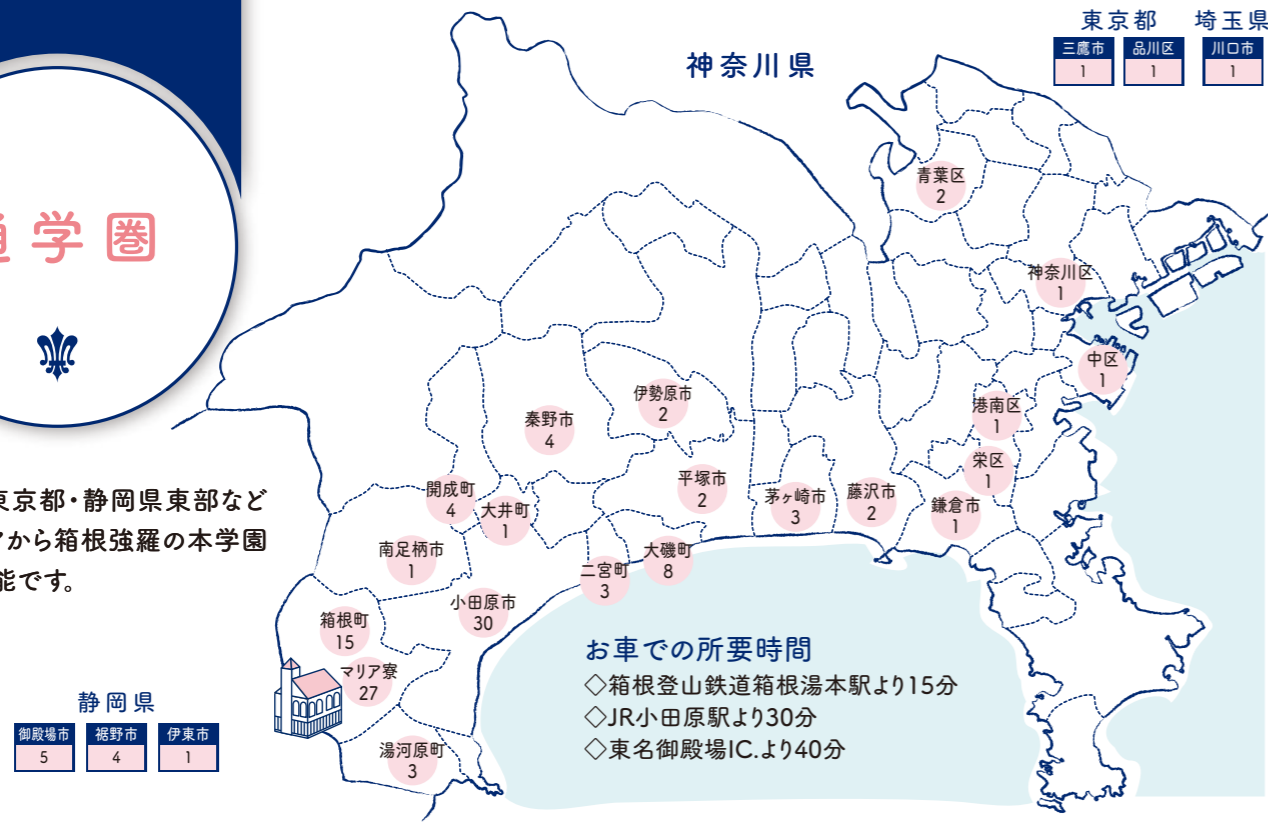 通学圏
東京都・静岡県東部など
から箱根強羅の本学園
能です。
神奈川県
東京都
三鷹市
1
品川区
1
埼玉県
川口市
1
青葉区
2
神奈川区
1
中区
1
港南区
1
栄区
1
鎌倉市
1
藤沢市
2
茅ヶ崎市
3
平塚市
2
伊勢原市
2
秦野市
4
開成町
4
大井町
1
南足柄市
1
大磯町
8
二宮町
3
小田原市
30
箱根町
15
マリア寮
27
湯河原町
3
静岡県
御殿場市
5
裾野市
4
伊東市
1
お車での所要時間
◇箱根登山鉄道箱根湯本駅より15分
◇JR小田原駅より30分
◇東名御殿場IC.より40分